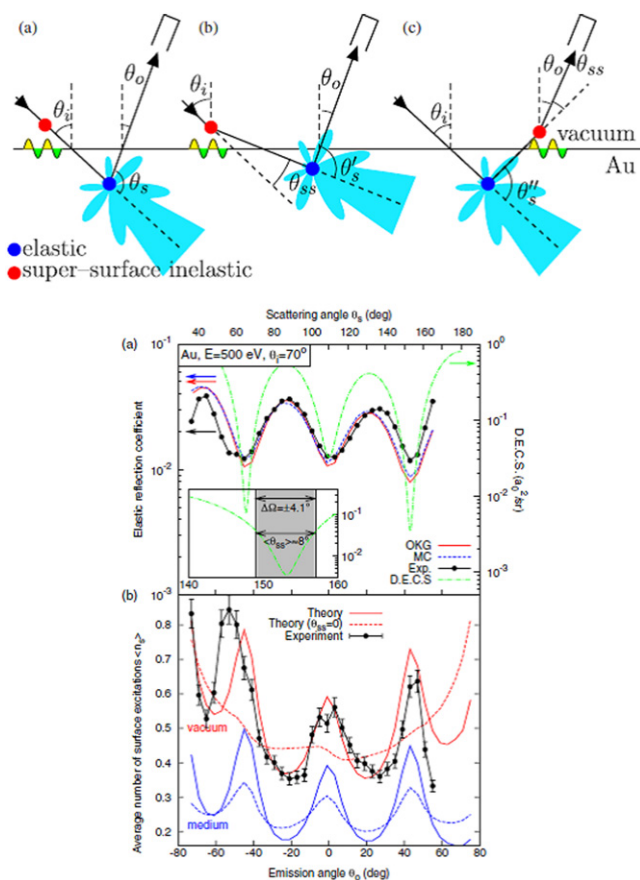 (a)
(b)
(c)
θi
θo
θs
θi
θo
θss
θ's
θi
θo
θss
θ''s
vacuum
Au
elastic
super–surface inelastic
Scattering angle θs (deg)
40 60 80 100 120 140 160 180
(a)
Au, E=500 eV, θi=70°
10-1
10-2
Elastic reflection coefficient
100
10-1
10-2
10-3
D.E.C.S. (a02/sr)
ΔΩ=±4.1°
<θss>~8°
10-1
10-2
140 150 160
OKG
MC
Exp.
D.E.C.S
(b)
Theory
Theory (θss=0)
Experiment
vacuum
medium
0.9
0.8
0.7
0.6
0.5
0.4
0.3
0.2
Average number of surface excitations <ns>
-80 -60 -40 -20 0 20 40 60 80
Emission angle θo (deg)